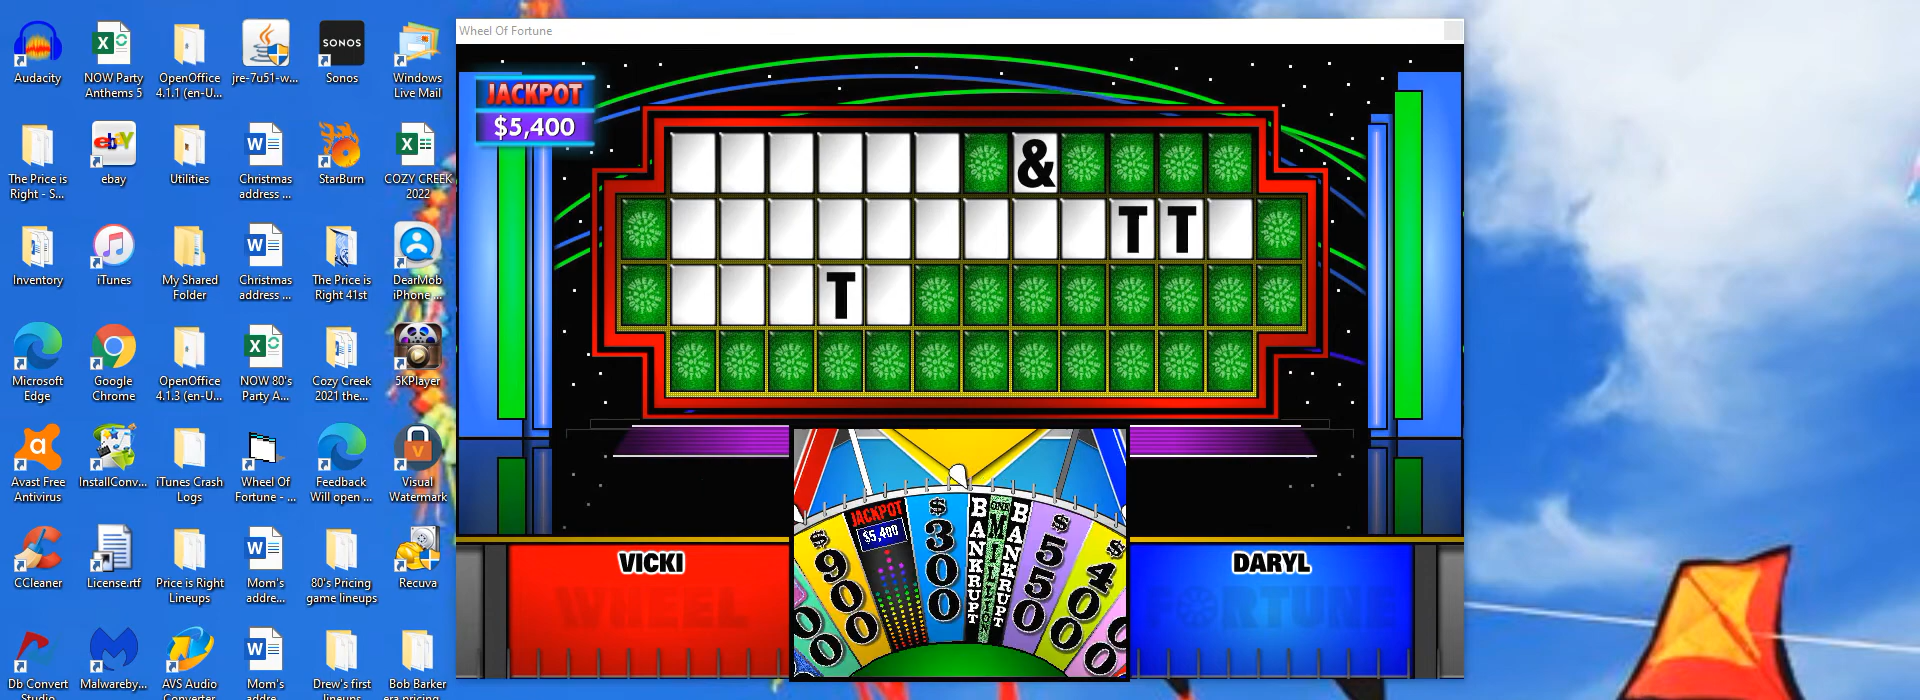 Wheel Of Fortune
Audacity
NOW Party
Anthems 5
OpenOffice
4.1.1 (en-U...
jre-7u51-w...
SONOS
Sonos
Windows
Live Mail
The Price is
Right - S...
ebay
ebay
Utilities
Christmas
address ...
StarBurn
COZY CREEK
2022
Inventory
iTunes
My Shared
Folder
Christmas
address ...
The Price is
Right 41st
DearMob
iPhone ...
Microsoft
Edge
Google
Chrome
OpenOffice
4.1.3 (en-U...
NOW 80's
Party A...
Cozy Creek
2021 the...
5KPlayer
Avast Free
Antivirus
InstallConv...
iTunes Crash
Logs
Wheel Of
Fortune - ...
Feedback
Will open ...
Visual
Watermark
CCleaner
License.rtf
Price is Right
Lineups
Mom's
addre...
80's Pricing
game lineups
Recuva
Db Convert
Studio
Malwareby...
AVS Audio
Converter
Mom's
addre...
Drew's first
lineups
Bob Barker
era pricing...
JACKPOT
$5,400
&
T T
T
VICKI
WHEEL
$900
JACKPOT
$5,400
$300
BANKRUPT
BANKRUPT
$550
$400
DARYL
FORTUNE